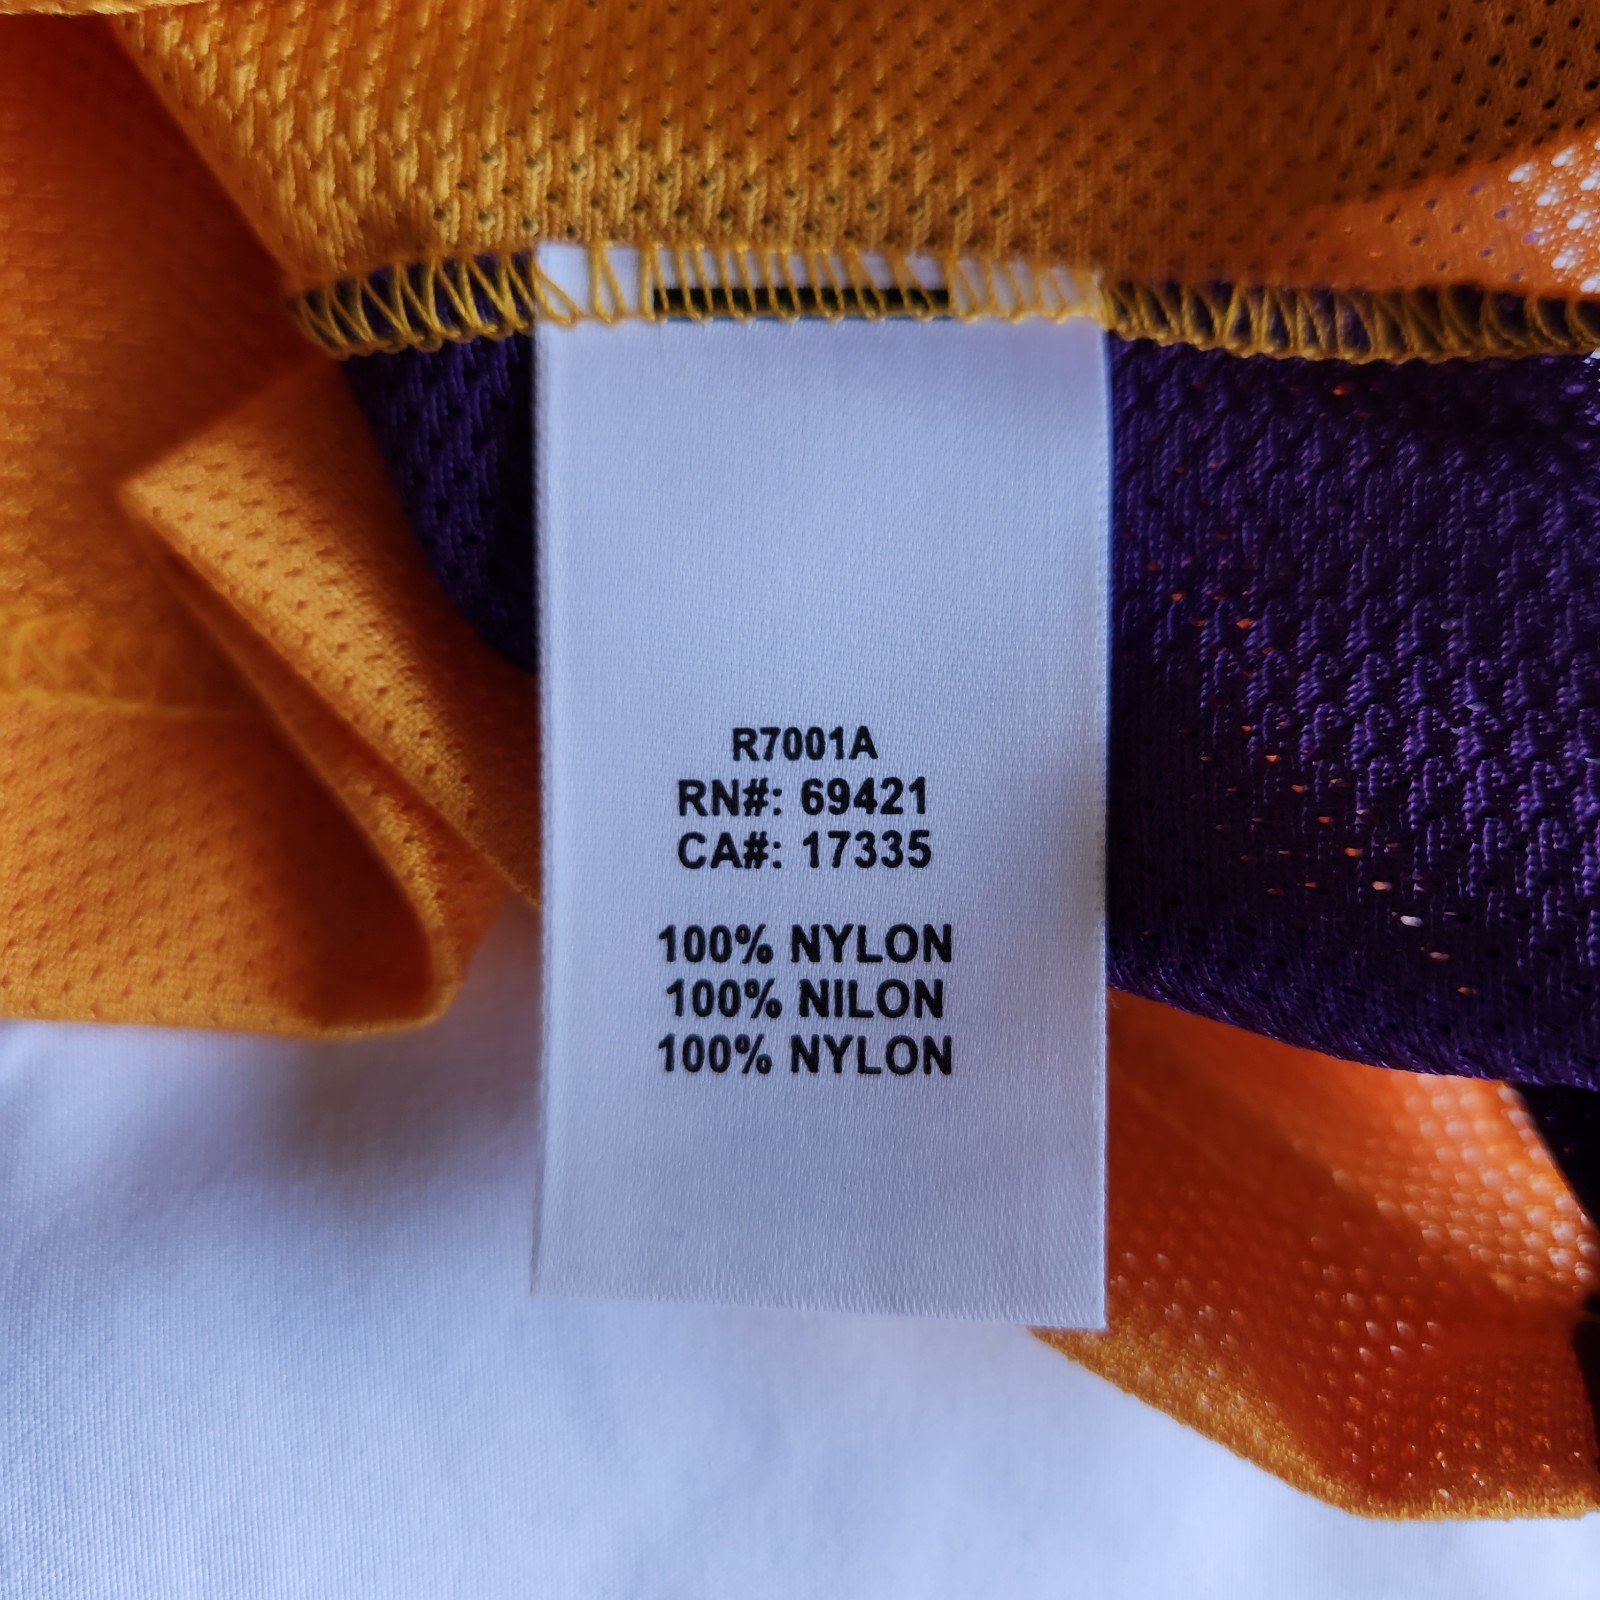 R7001A
RN#: 69421
CA#: 17335
100% NYLON
100% NILON
100% NYLON